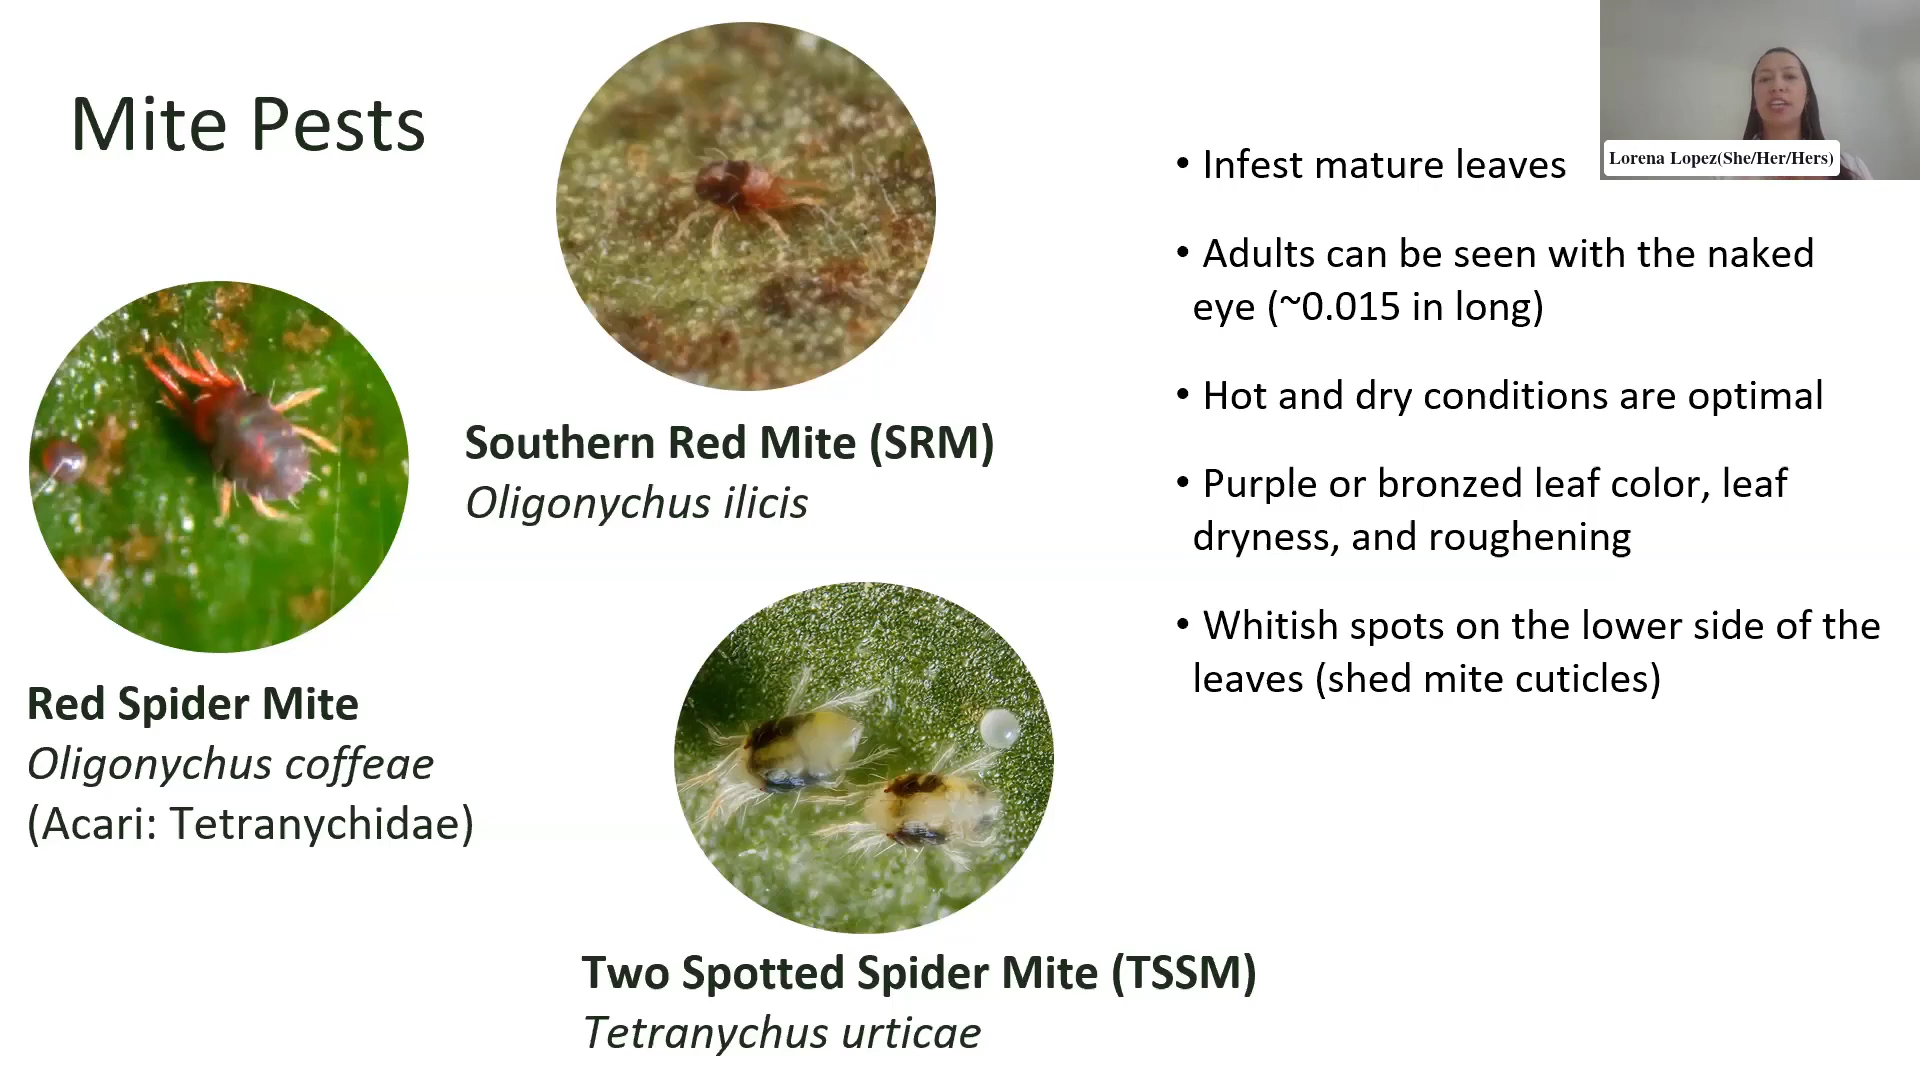 Mite Pests
Southern Red Mite (SRM)
Oligonychus ilicis
Red Spider Mite
Oligonychus coffeae
(Acari: Tetranychidae)
Two Spotted Spider Mite (TSSM)
Tetranychus urticae
• Infest mature leaves
• Adults can be seen with the naked
eye (~0.015 in long)
• Hot and dry conditions are optimal
• Purple or bronzed leaf color, leaf
dryness, and roughening
• Whitish spots on the lower side of the
leaves (shed mite cuticles)
Lorena Lopez(She/Her/Hers)